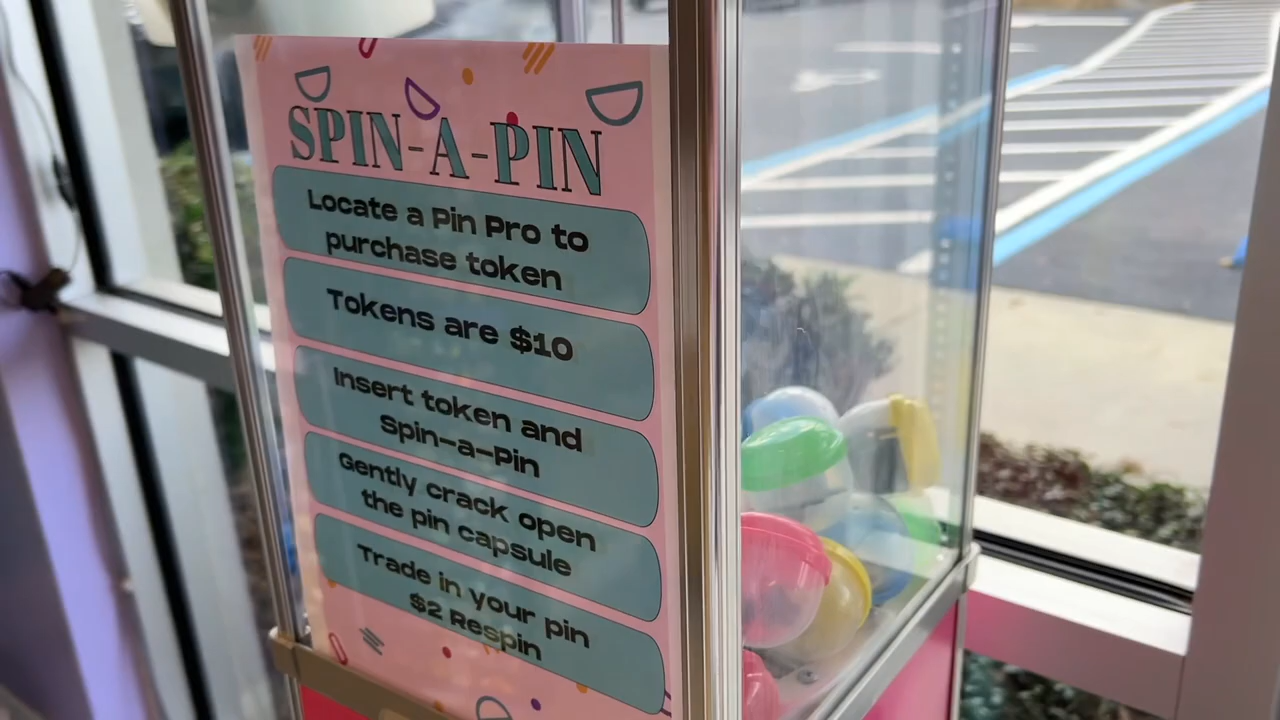 SPIN-A-PIN
Locate a Pin Pro to
purchase token
Tokens are $10
Insert token and
Spin-a-Pin
Gently crack open
the pin capsule
Trade in your pin
$2 Respin